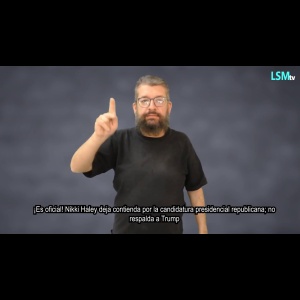 LSMtv
¡Es oficial! Nikki Haley deja contienda por la candidatura presidencial republicana; no
respalda a Trump